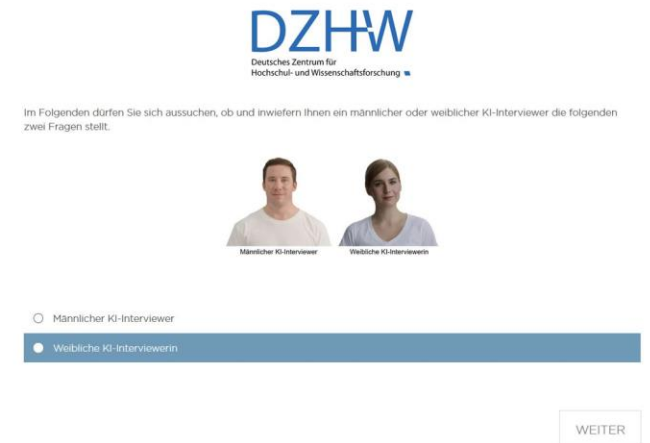 DZHW
Deutsches Zentrum für
Hochschul- und Wissenschaftsforschung
Im Folgenden dürfen Sie sich aussuchen, ob und inwiefern Ihnen ein männlicher oder weiblicher KI-Interviewer die folgenden
zwei Fragen stellt.
Männlicher KI-Interviewer
Weibliche KI-Interviewerin
Männlicher KI-Interviewer
Weibliche KI-Interviewerin
WEITER